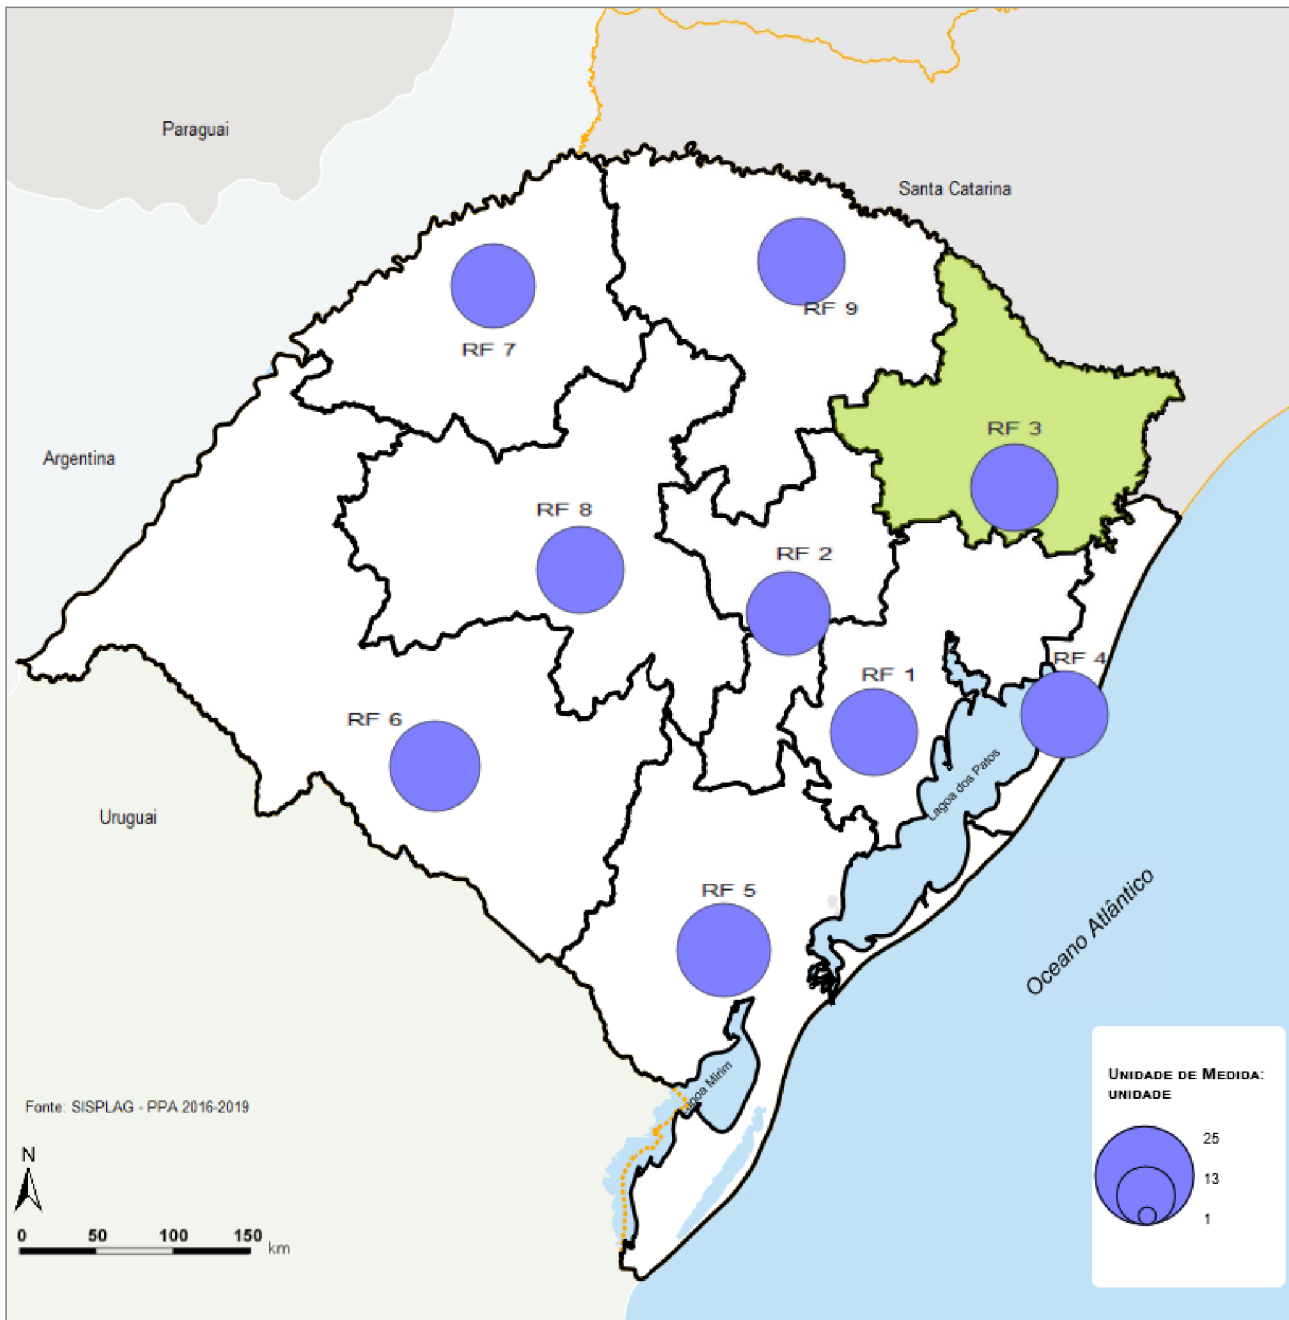 Paraguai
Santa Catarina
RF 9
RF 7
RF 3
Argentina
RF 8
RF 2
RF 4
RF 1
RF 6
Lagoa dos Patos
Uruguai
RF 5
Oceano Atlântico
Lagoa Mirim
Fonte: SISPLAG - PPA 2016-2019
N
0 50 100 150
km
UNIDADE DE MEDIDA:
UNIDADE
25
13
1